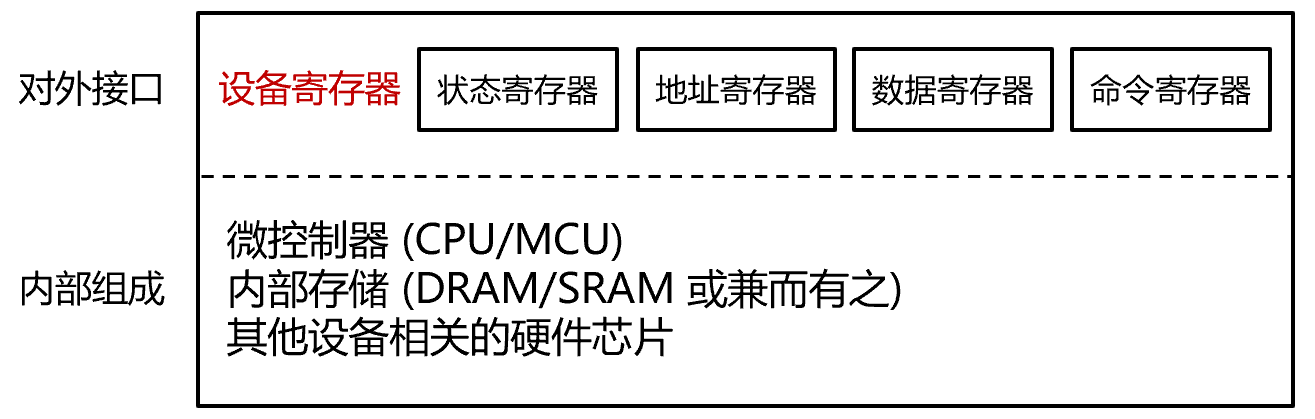 对外接口 设备寄存器 状态寄存器 地址寄存器 数据寄存器 命令寄存器
微控制器 (CPU/MCU)
内部组成 内部存储 (DRAM/SRAM 或兼而有之)
其他设备相关的硬件芯片